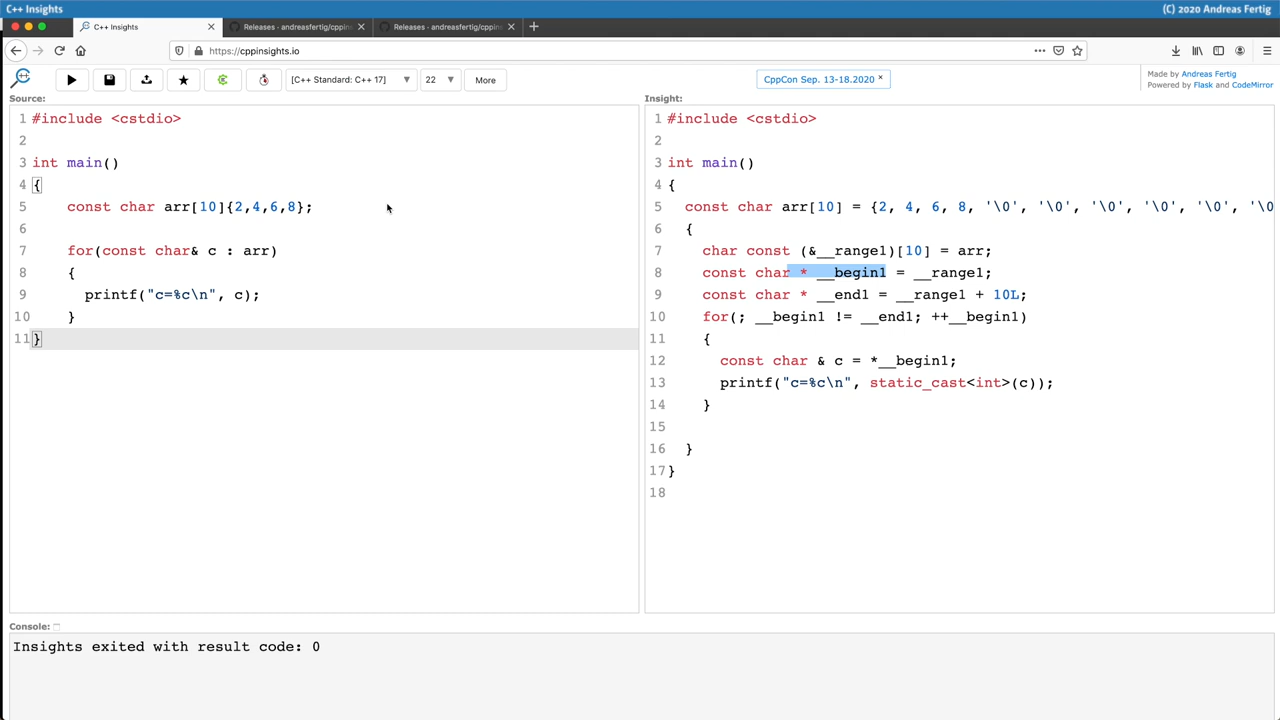 C++ Insights
(C) 2020 Andreas Fertig
C++ Insights
Releases - andreasfertig/cppin
Releases - andreasfertig/cppins
https://cppinsights.io
[C++ Standard: C++ 17]
22
More
CppCon Sep. 13-18.2020 ×
Made by Andreas Fertig
Powered by Flask and CodeMirror
Source:
1 #include <cstdio>
2
3 int main()
4 {
5     const char arr[10]{2,4,6,8};
6
7     for(const char& c : arr)
8     {
9       printf("c=%c\n", c);
10     }
11 }
Insight:
1 #include <cstdio>
2
3 int main()
4 {
5   const char arr[10] = {2, 4, 6, 8, '\0', '\0', '\0', '\0', '\0', '\0
6   {
7     char const (&__range1)[10] = arr;
8     const char * __begin1 = __range1;
9     const char * __end1 = __range1 + 10L;
10     for(; __begin1 != __end1; ++__begin1)
11     {
12       const char & c = *__begin1;
13       printf("c=%c\n", static_cast<int>(c));
14     }
15
16   }
17 }
18
Console:
Insights exited with result code: 0